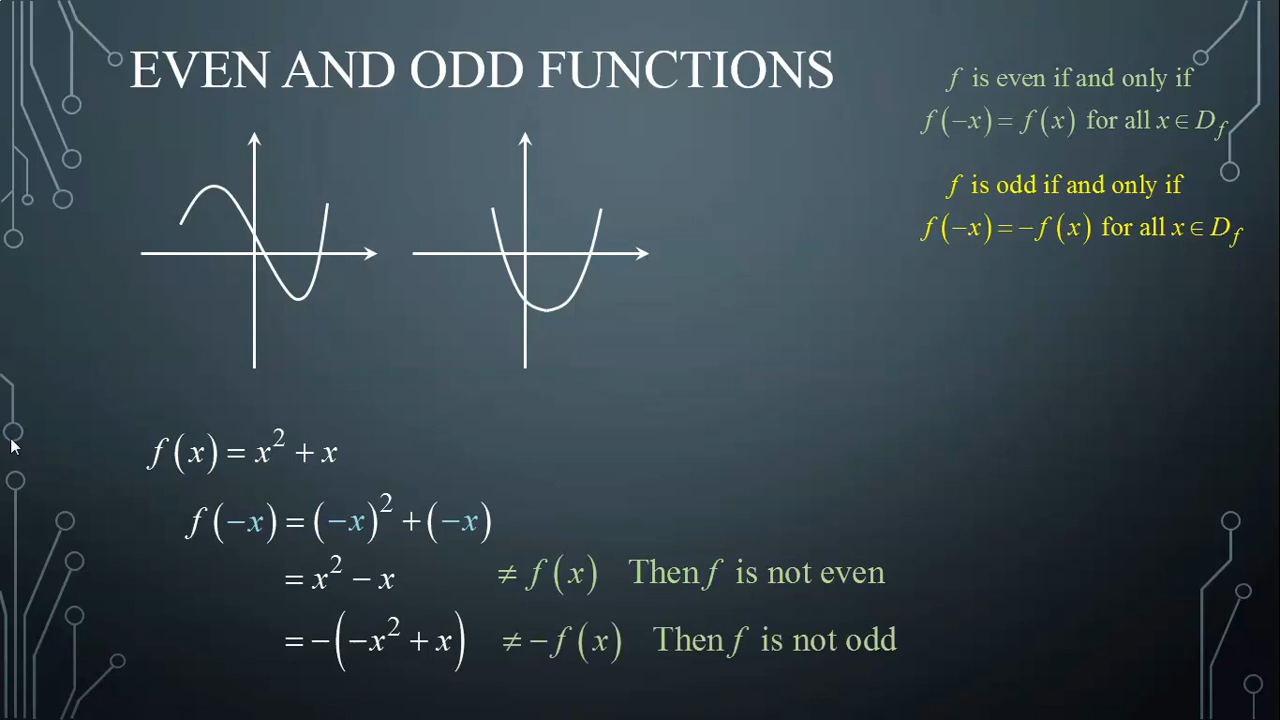 EVEN AND ODD FUNCTIONS
f is even if and only if
f(−x) = f(x) for all x ∈ D_f
f is odd if and only if
f(−x) = −f(x) for all x ∈ D_f
f(x) = x² + x
f(−x) = (−x)² + (−x)
= x² − x ≠ f(x) Then f is not even
= −(−x² + x) ≠ −f(x) Then f is not odd